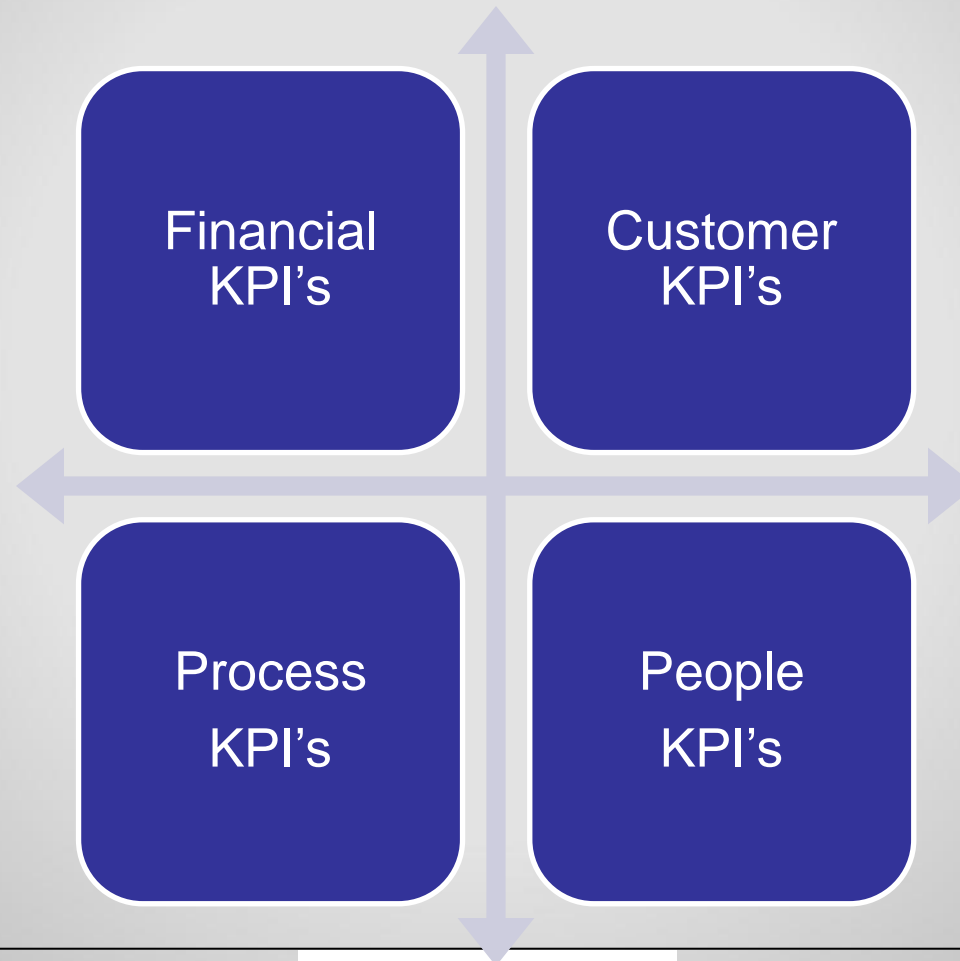 Financial
KPI’s
Customer
KPI’s
Process
KPI’s
People
KPI’s